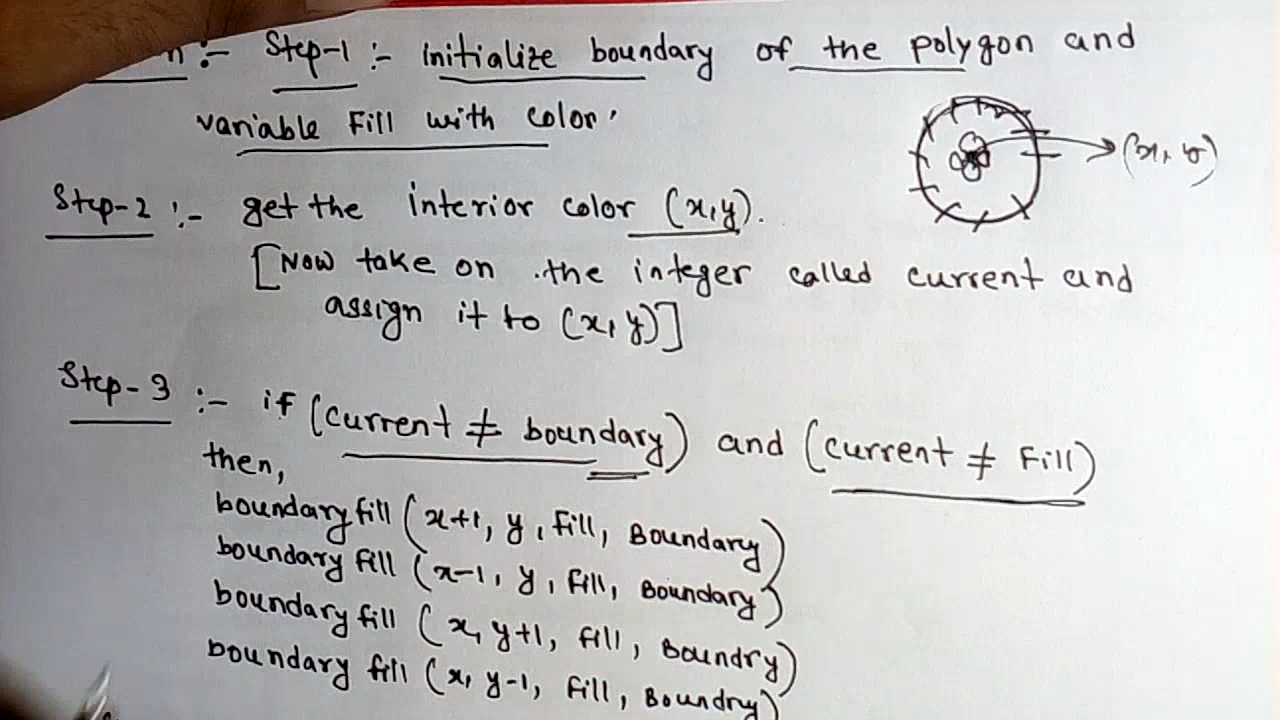 :- Step-1 :- initialize boundary of the polygon and
variable Fill with color.
(x, y)
Step-2 :- get the interior color (x,y).
[Now take on the integer called current and
assign it to (x, y)]
Step-3 :- if (current ≠ boundary) and (current ≠ Fill)
then,
boundary fill (x+1, y, Fill, Boundary)
boundary fill (x-1, y, Fill, Boundary)
boundary fill (x, y+1, Fill, Boundry)
boundary fill (x, y-1, Fill, Boundry)